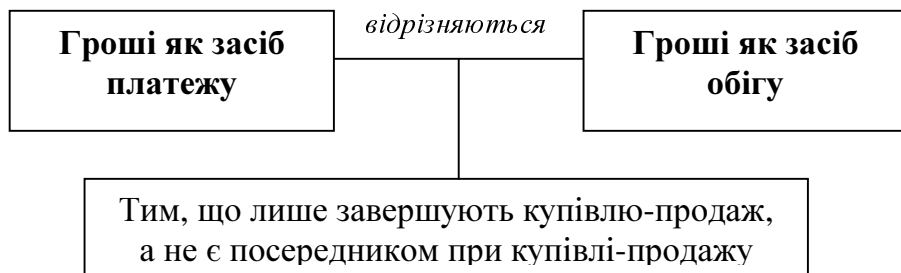 відрізняються
Гроші як засіб
платежу
Гроші як засіб
обігу
Тим, що лише завершують купівлю-продаж,
а не є посередником при купівлі-продажу